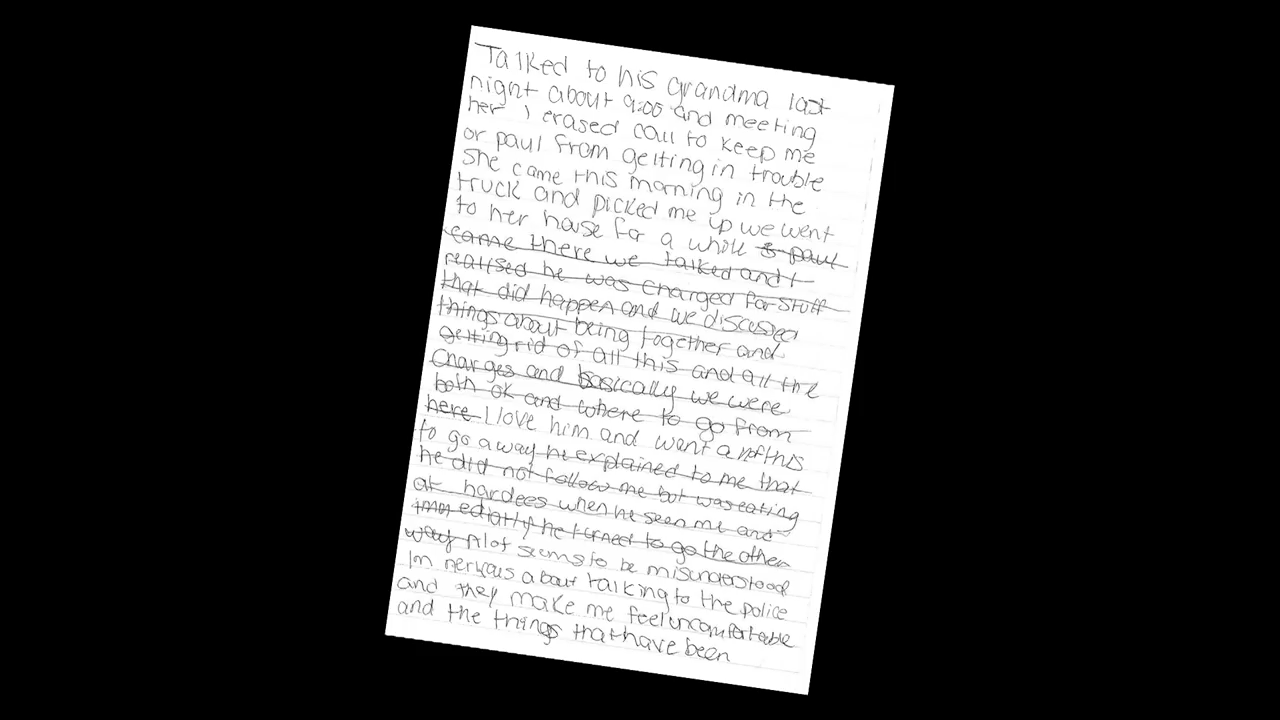 Talked to his grandma last
night about 9:00 and meeting
her I erased call to keep me
or paul from getting in trouble
She came this morning in the
truck and picked me up we went
to her house for a while & paul
came there we talked and I
realised he was charged for stuff
that did happen and we discussed
things about being together and
getting rid of all this and all the
Charges and basically we were
both ok and where to go from
here I love him and want a
this
to go away he explained to me that
he did not follow me but was eating
at hardees when he seen me and
immediatly he turned to go the other
way Alot seems to be misunderstood
Im nervous about talking to the police
and they make me feel uncomfortable
and the things that have been